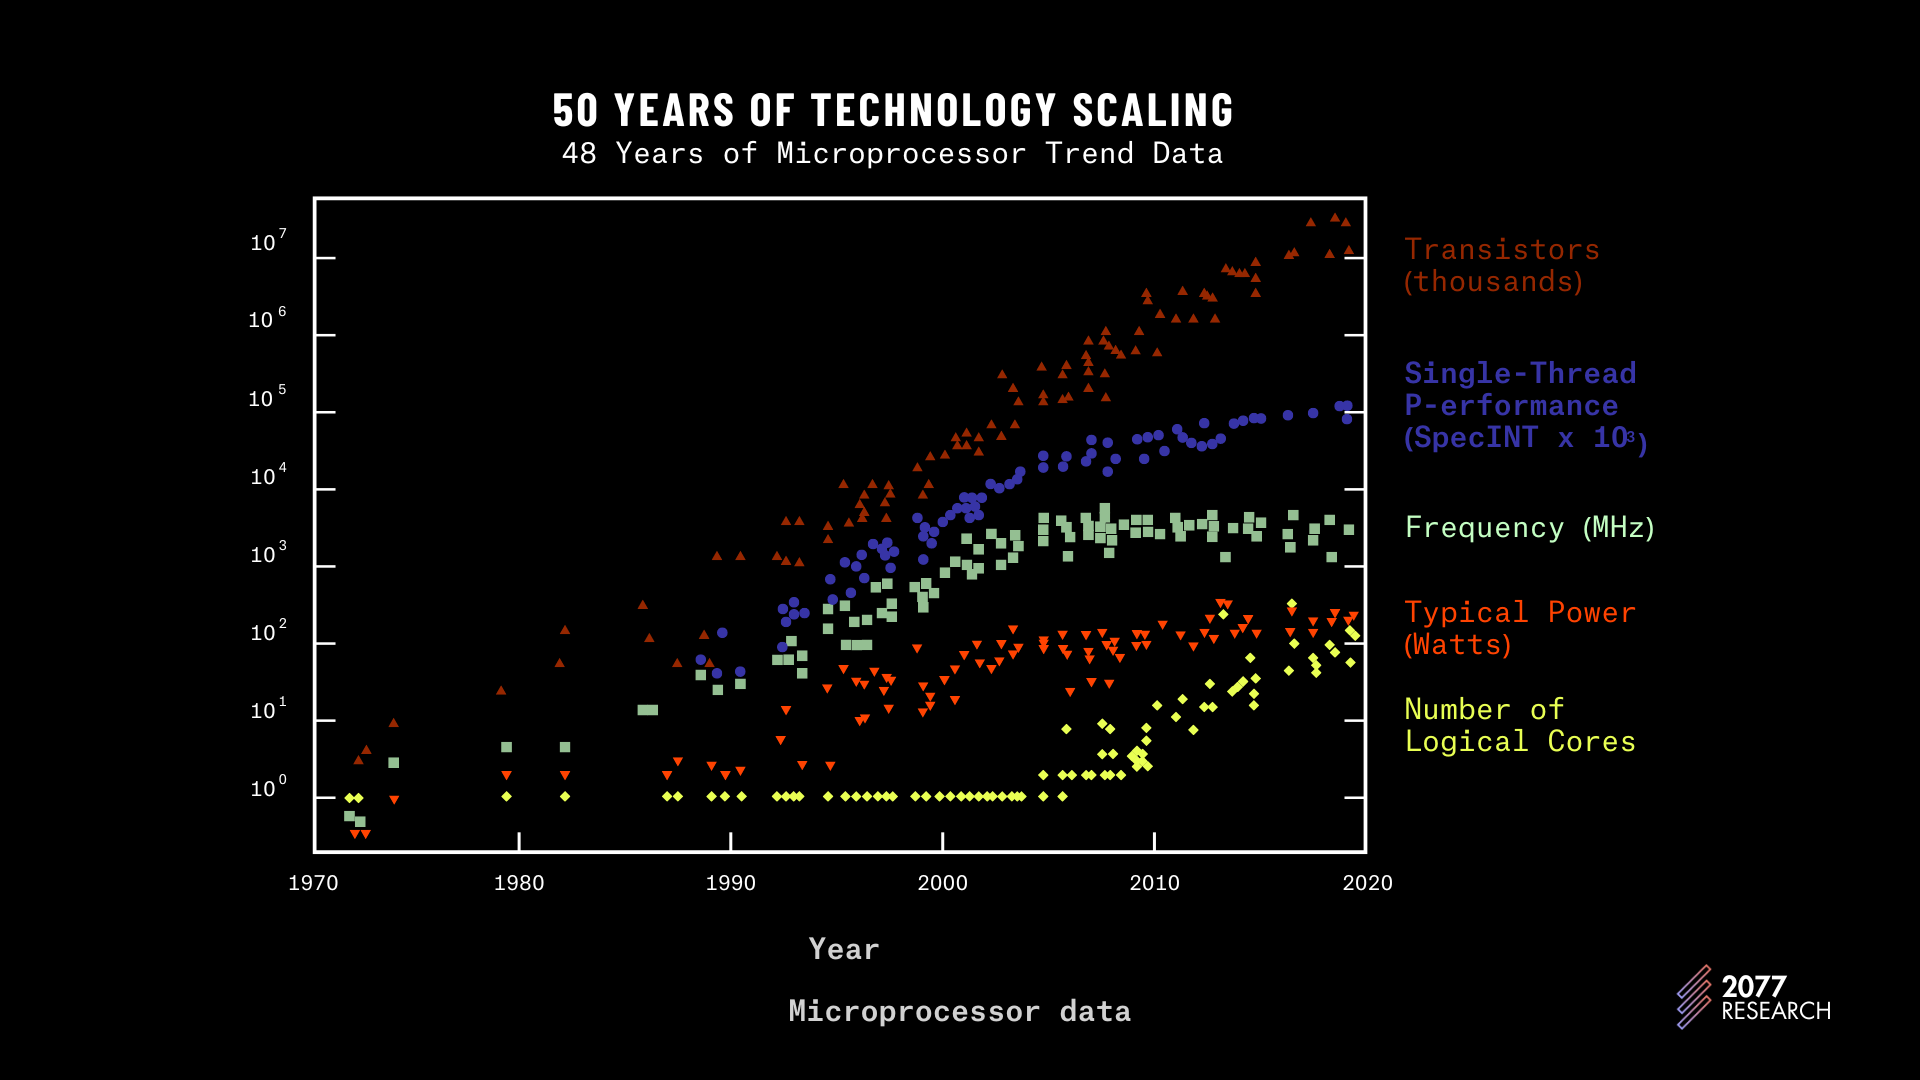 50 YEARS OF TECHNOLOGY SCALING
48 Years of Microprocessor Trend Data
10⁷
10⁶
10⁵
10⁴
10³
10²
10¹
10⁰
Transistors
(thousands)
Single-Thread
P-erformance
(SpecINT x 10³)
Frequency (MHz)
Typical Power
(Watts)
Number of
Logical Cores
1970 1980 1990 2000 2010 2020
Year
Microprocessor data
2077
RESEARCH